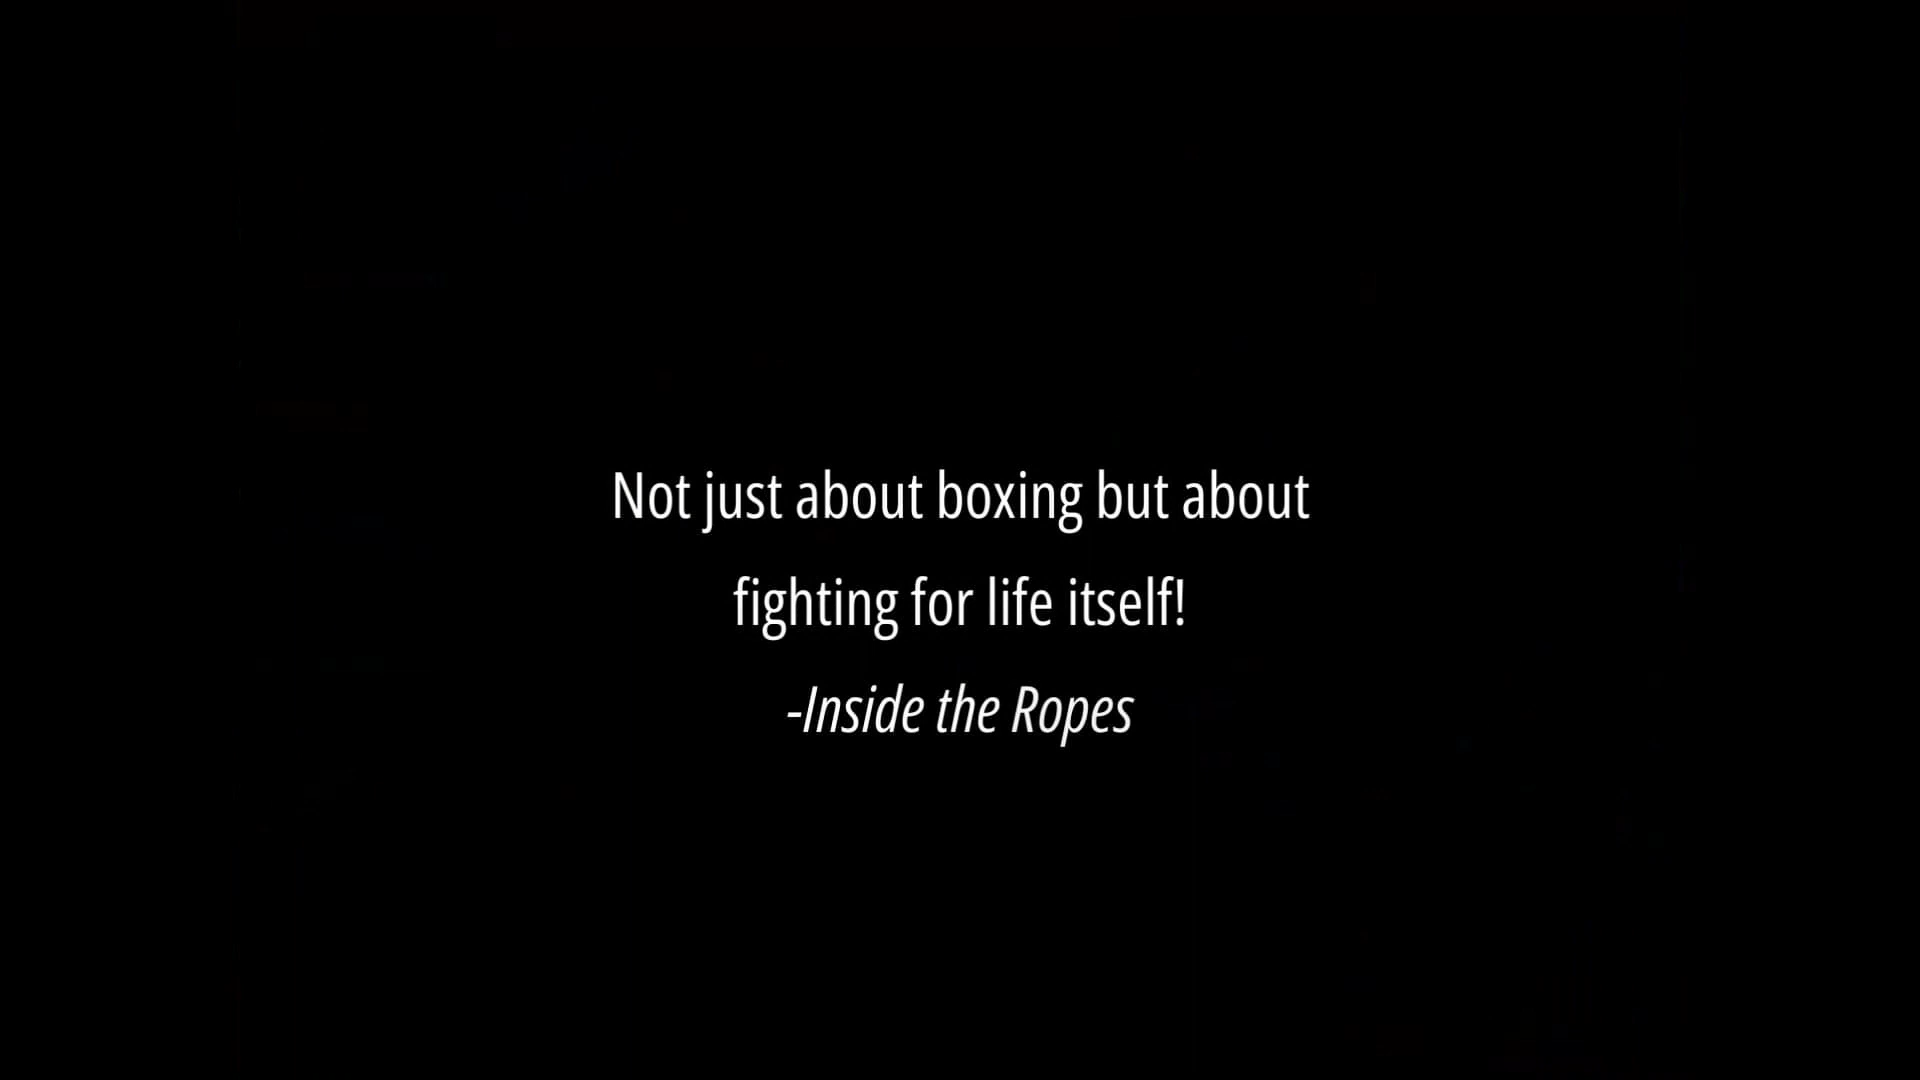 Not just about boxing but about
fighting for life itself!
-Inside the Ropes